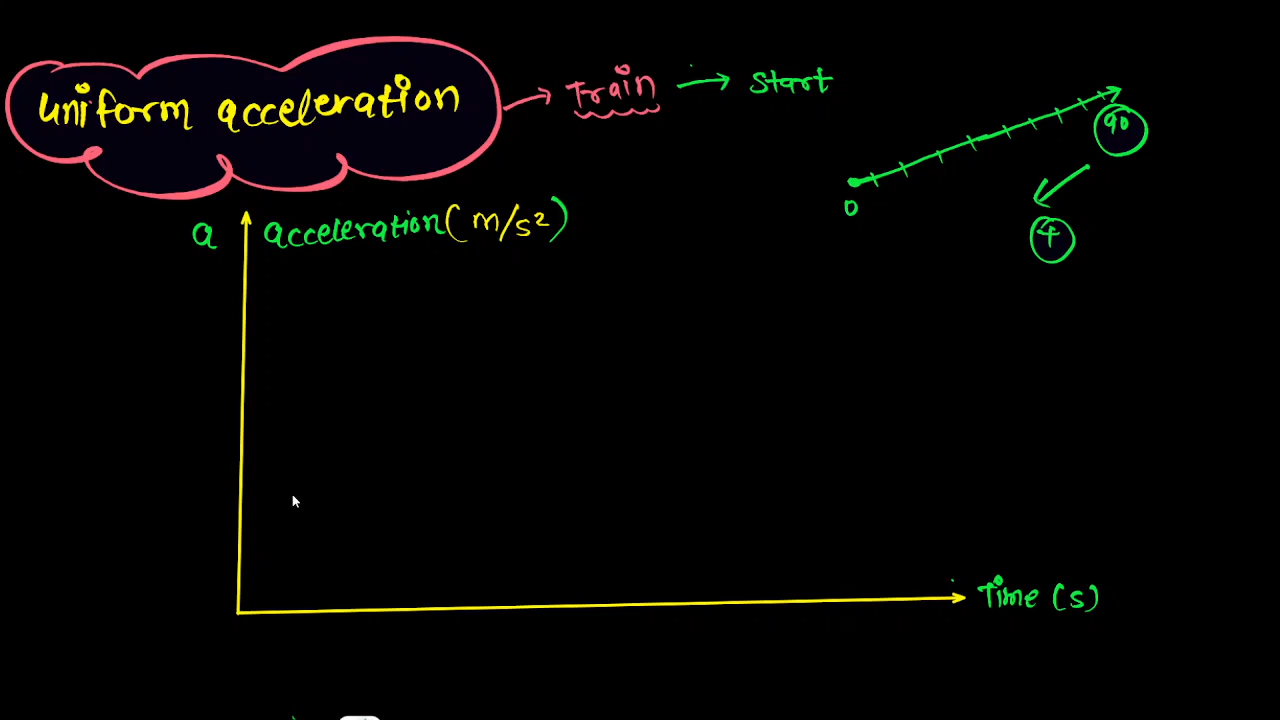 uniform acceleration
Train
Start
90
0
4
a
acceleration (m/s2)
Time (s)